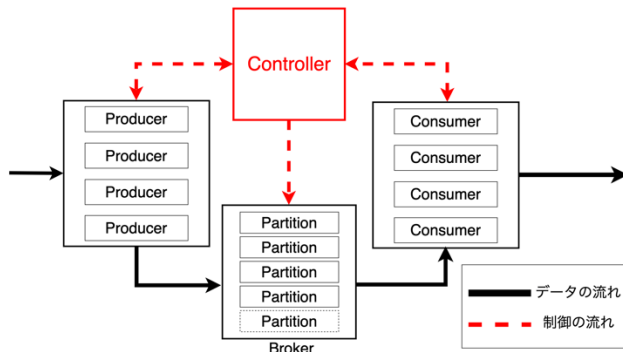 Controller
Producer
Producer
Producer
Producer
Consumer
Consumer
Consumer
Consumer
Partition
Partition
Partition
Partition
Partition
Broker
データの流れ
制御の流れ